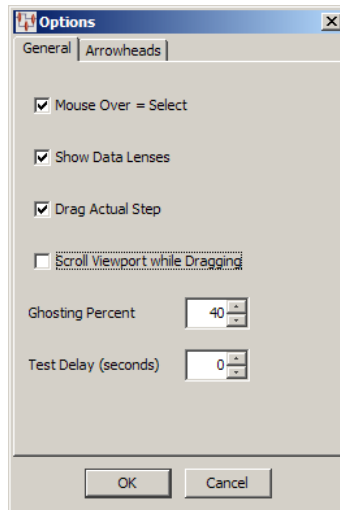 Options
General Arrowheads
Mouse Over = Select
Show Data Lenses
Drag Actual Step
Scroll Viewport while Dragging
Ghosting Percent 40
Test Delay (seconds) 0
OK Cancel